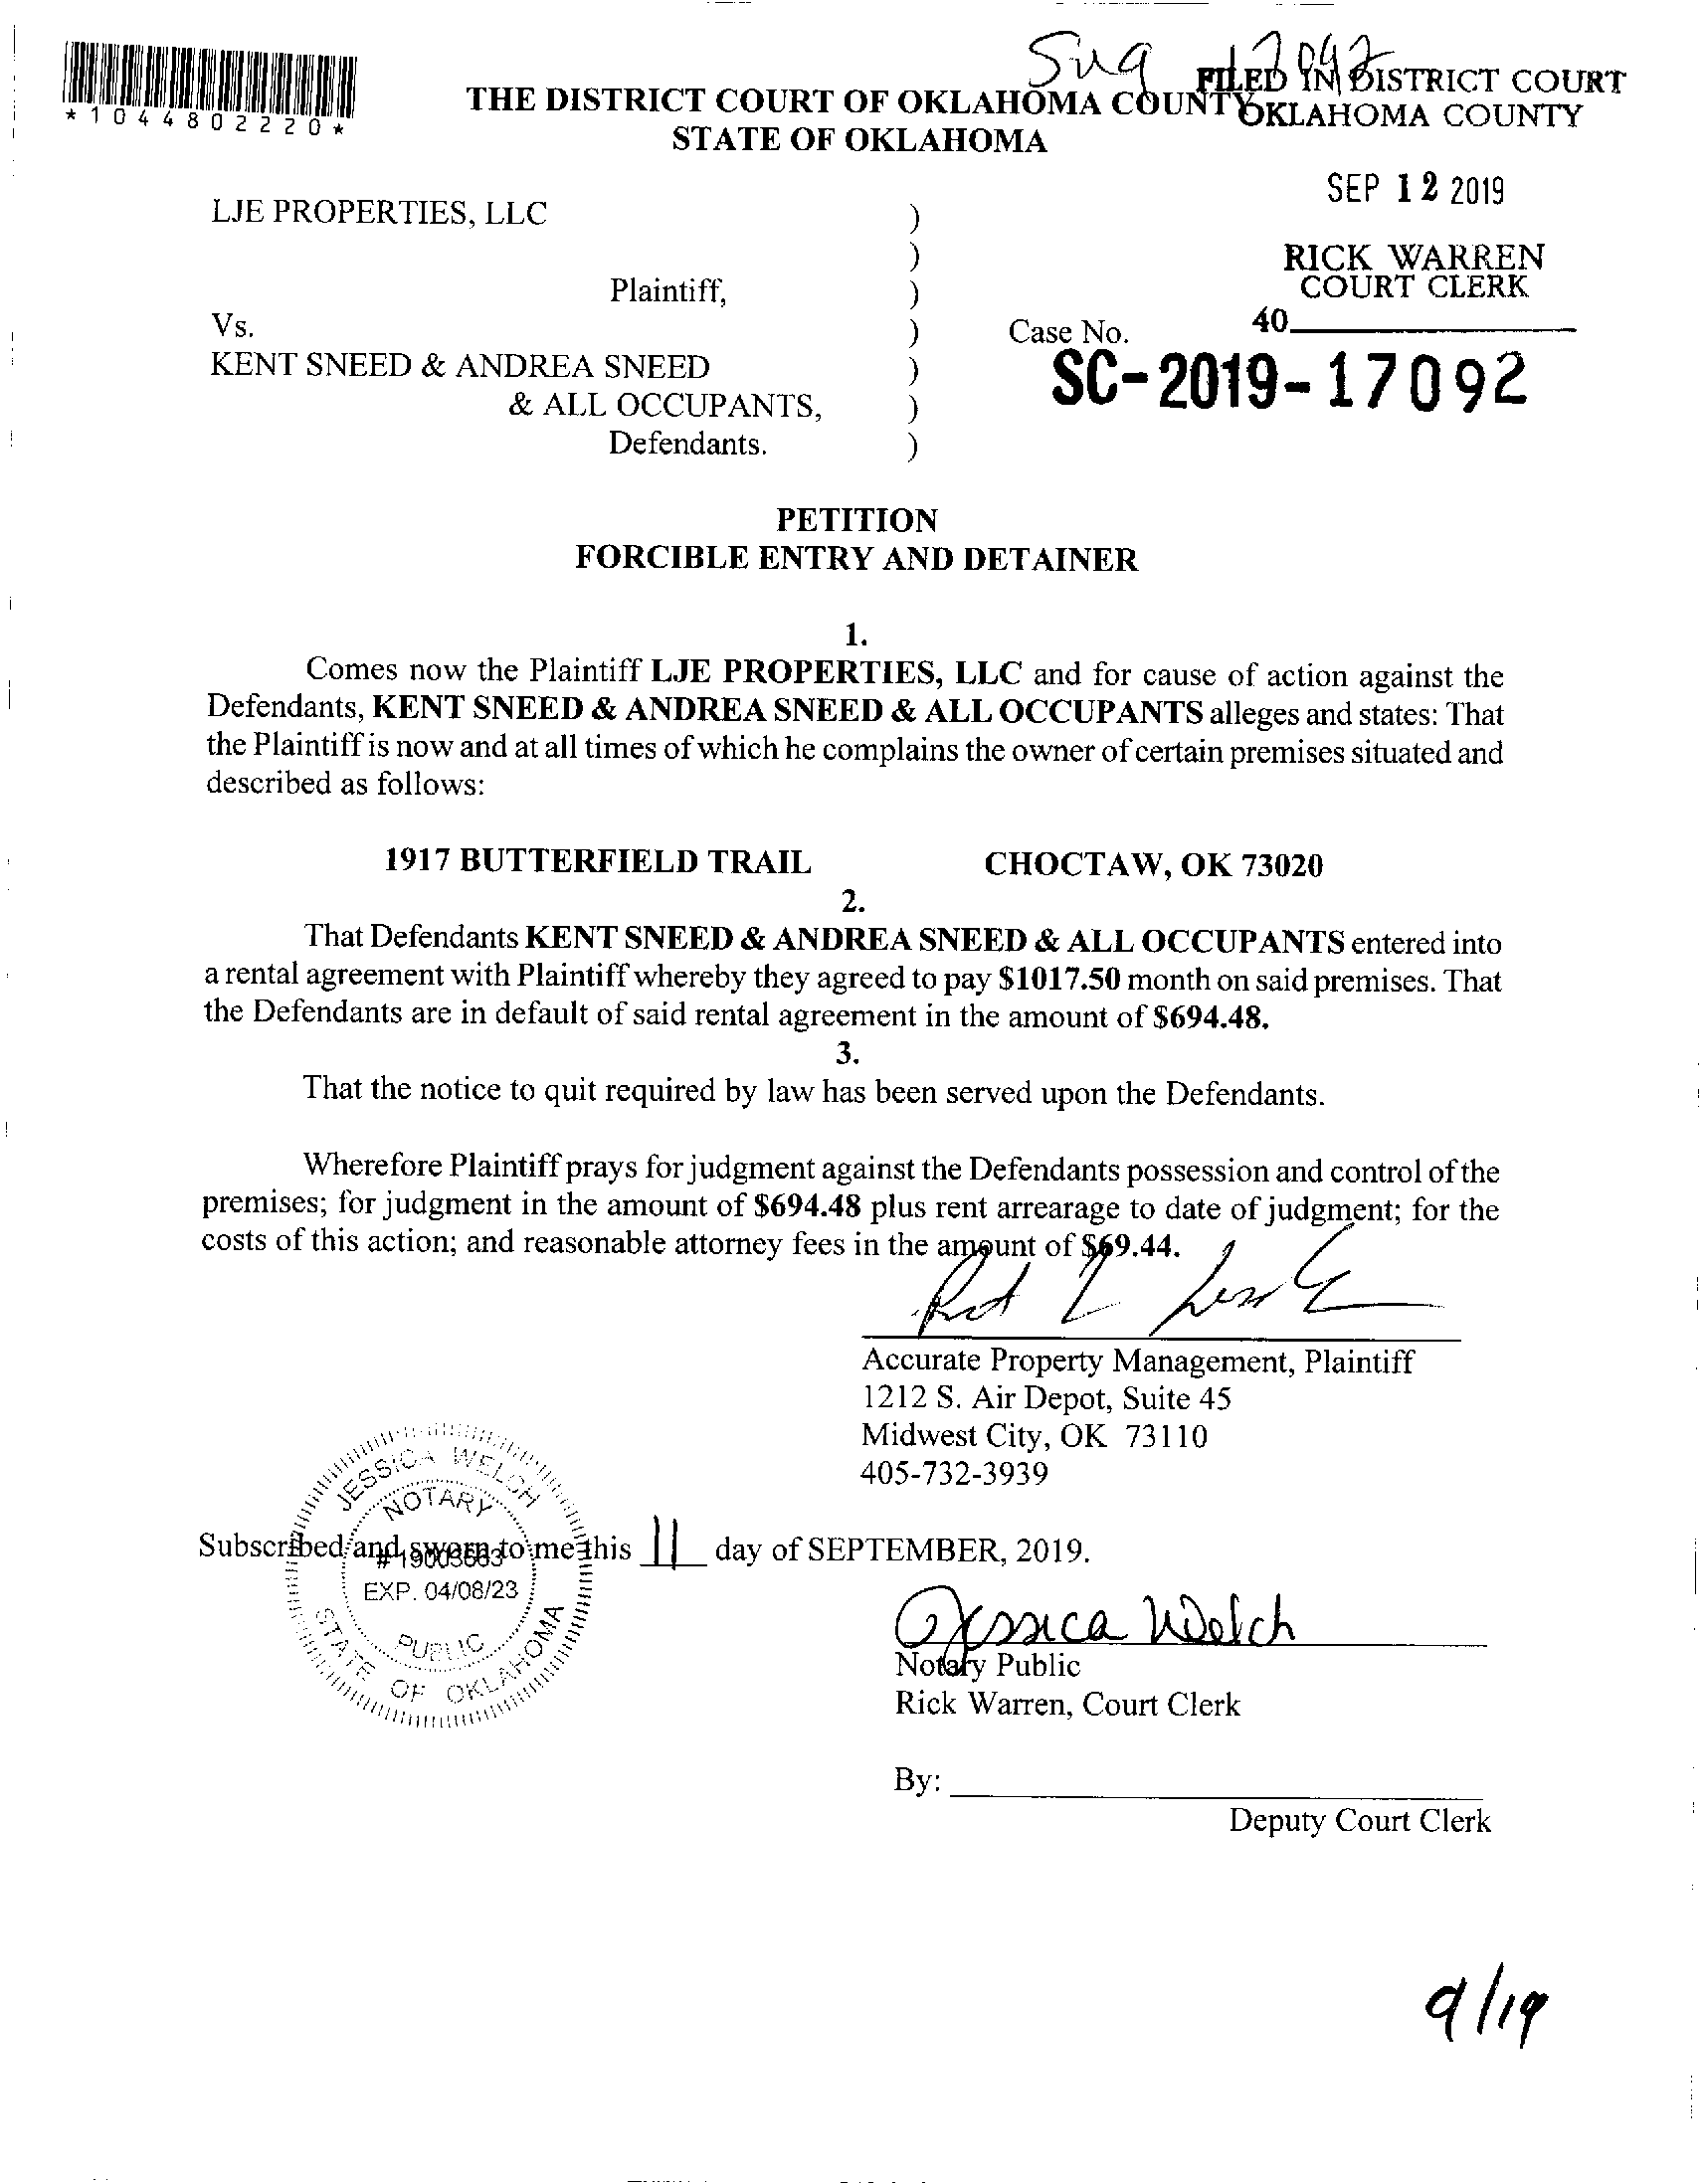 *1044802220*
THE DISTRICT COURT OF OKLAHOMA COUNTY
STATE OF OKLAHOMA
17092
FILED IN DISTRICT COURT
OKLAHOMA COUNTY
SEP 12 2019
RICK WARREN
COURT CLERK
40
LJE PROPERTIES, LLC )
)
Plaintiff, )
Vs. ) Case No.
KENT SNEED & ANDREA SNEED ) SC-2019-17092
& ALL OCCUPANTS, )
Defendants. )
PETITION
FORCIBLE ENTRY AND DETAINER
1.
Comes now the Plaintiff LJE PROPERTIES, LLC and for cause of action against the
Defendants, KENT SNEED & ANDREA SNEED & ALL OCCUPANTS alleges and states: That
the Plaintiff is now and at all times of which he complains the owner of certain premises situated and
described as follows:
1917 BUTTERFIELD TRAIL CHOCTAW, OK 73020
2.
That Defendants KENT SNEED & ANDREA SNEED & ALL OCCUPANTS entered into
a rental agreement with Plaintiff whereby they agreed to pay $1017.50 month on said premises. That
the Defendants are in default of said rental agreement in the amount of $694.48.
3.
That the notice to quit required by law has been served upon the Defendants.
Wherefore Plaintiff prays for judgment against the Defendants possession and control of the
premises; for judgment in the amount of $694.48 plus rent arrearage to date of judgment; for the
costs of this action; and reasonable attorney fees in the amount of $69.44.
Accurate Property Management, Plaintiff
1212 S. Air Depot, Suite 45
Midwest City, OK 73110
405-732-3939
JESSICA WELCH
NOTARY
EXP. 04/08/23
PUBLIC
STATE OF OKLAHOMA
Subscribed and sworn to me this 11 day of SEPTEMBER, 2019.
Jessica Welch
Notary Public
Rick Warren, Court Clerk
By:
Deputy Court Clerk
9/19